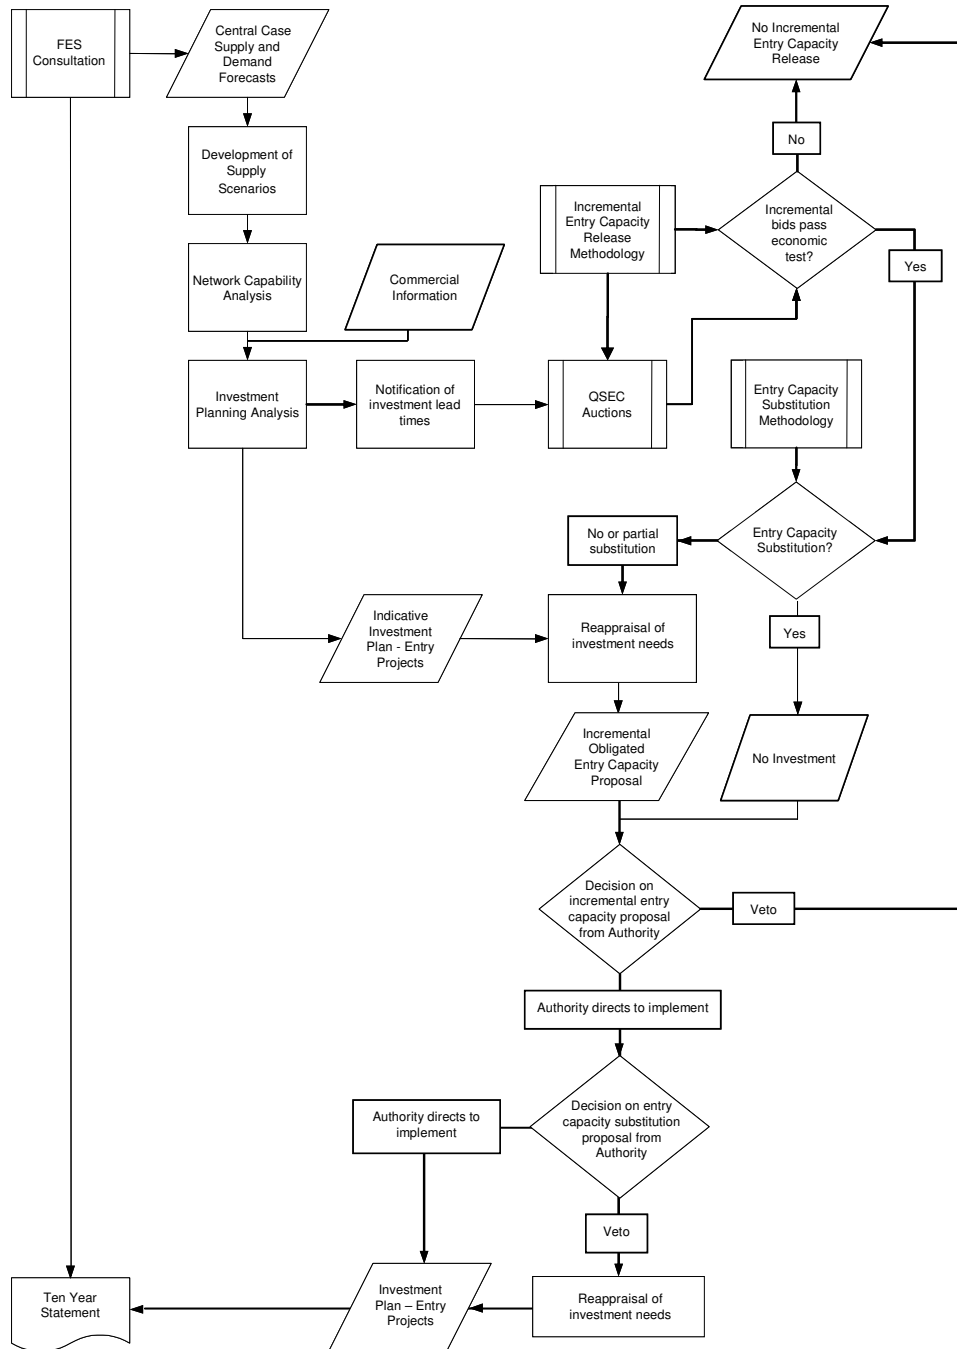 FES
Consultation
Central Case
Supply and
Demand
Forecasts
No Incremental
Entry Capacity
Release
No
Development of
Supply
Scenarios
Incremental
Entry Capacity
Release
Methodology
Incremental
bids pass
economic
test?
Yes
Network Capability
Analysis
Commercial
Information
Investment
Planning Analysis
Notification of
investment lead
times
QSEC
Auctions
Entry Capacity
Substitution
Methodology
No or partial
substitution
Entry Capacity
Substitution?
Indicative
Investment
Plan - Entry
Projects
Reappraisal of
investment needs
Yes
Incremental
Obligated
Entry Capacity
Proposal
No Investment
Decision on
incremental entry
capacity proposal
from Authority
Veto
Authority directs to implement
Authority directs to
implement
Decision on entry
capacity substitution
proposal from
Authority
Veto
Ten Year
Statement
Investment
Plan – Entry
Projects
Reappraisal of
investment needs